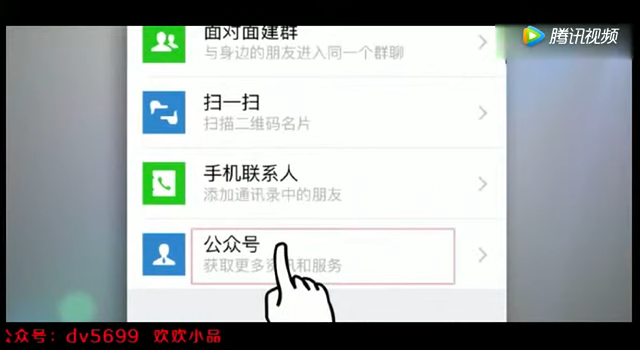 面对面建群
与身边的朋友进入同一个群聊
腾讯视频
扫一扫
扫描二维码名片
手机联系人
添加通讯录中的朋友
公众号
获取更多资讯和服务
公众号：dv5699 欢欢小品